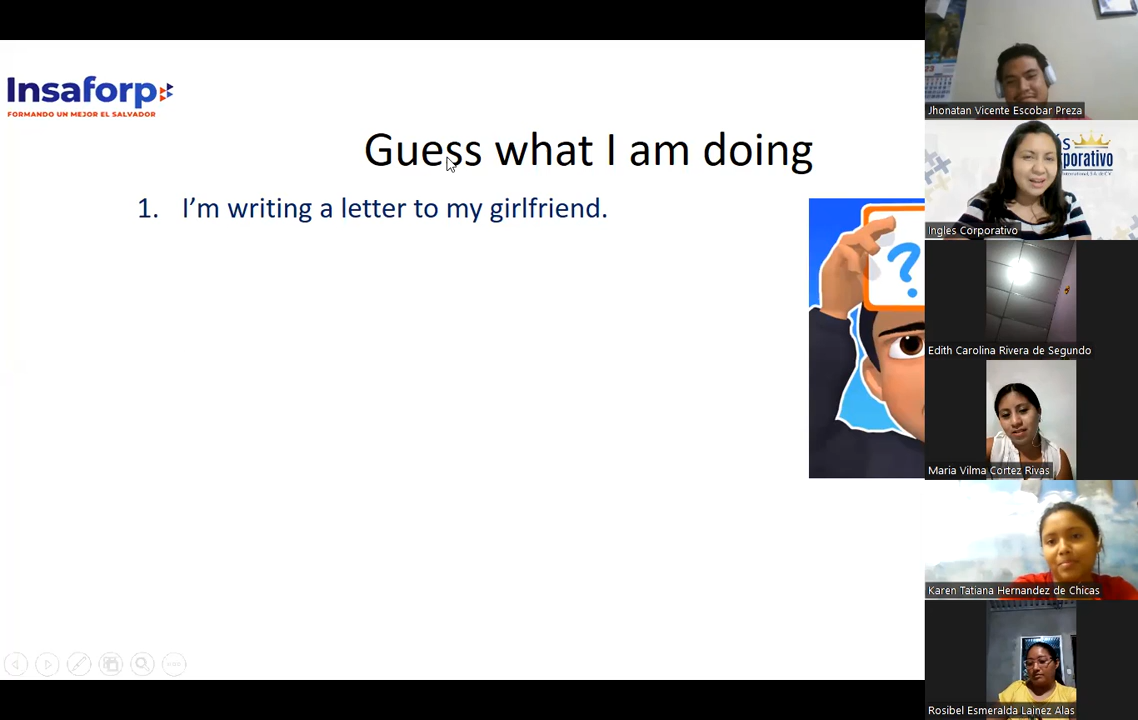 Insaforp
FORMANDO UN MEJOR EL SALVADOR
Guess what I am doing
1. I'm writing a letter to my girlfriend.
?
Jhonatan Vicente Escobar Preza
s
porativo
Ingles Corporativo
Edith Carolina Rivera de Segundo
Maria Vilma Cortez Rivas
Karen Tatiana Hernandez de Chicas
Rosibel Esmeralda Lainez Alas